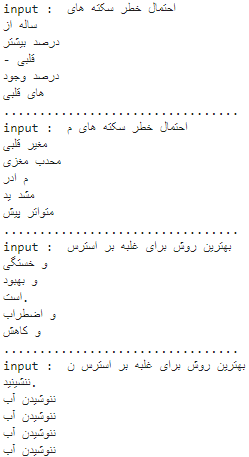 input :  احتمال خطر سکته های
ساله از
درصد بیشتر
قلبی -
درصد وجود
های قلبی
.................................
input :  احتمال خطر سکته های م
مغیر قلبی
محدب مغزی
م ادر
مشد ید
متواتر پیش
.................................
input :  بهترین روش برای غلبه بر استرس
و خستگی
و بهبود
است.
و اضطراب
و کاهش
.................................
input :  بهترین روش برای غلبه بر استرس ن
ننشینید.
ننوشیدن آب
ننوشیدن آب
ننوشیدن آب
ننوشیدن آب